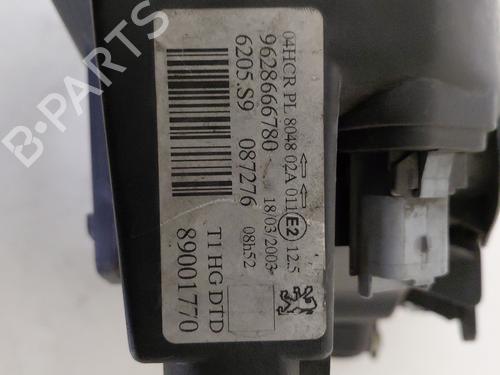 04HCR PL 8048 02A 011 E2 12.5
9628666780 18/03/2003
6205.S9 087276 08h52
T1 HG DTD
89001770
B-PARTS